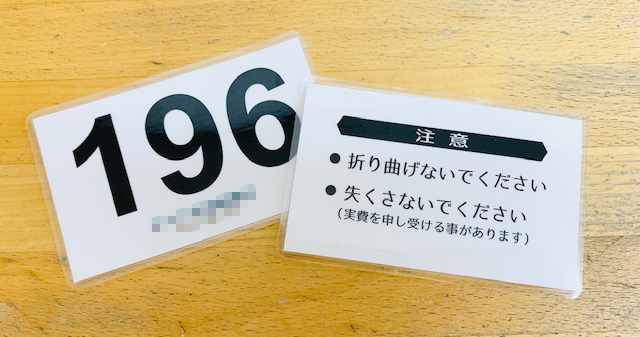 196
注意
●折り曲げないでください
●失くさないでください
(実費を申し受ける事があります)